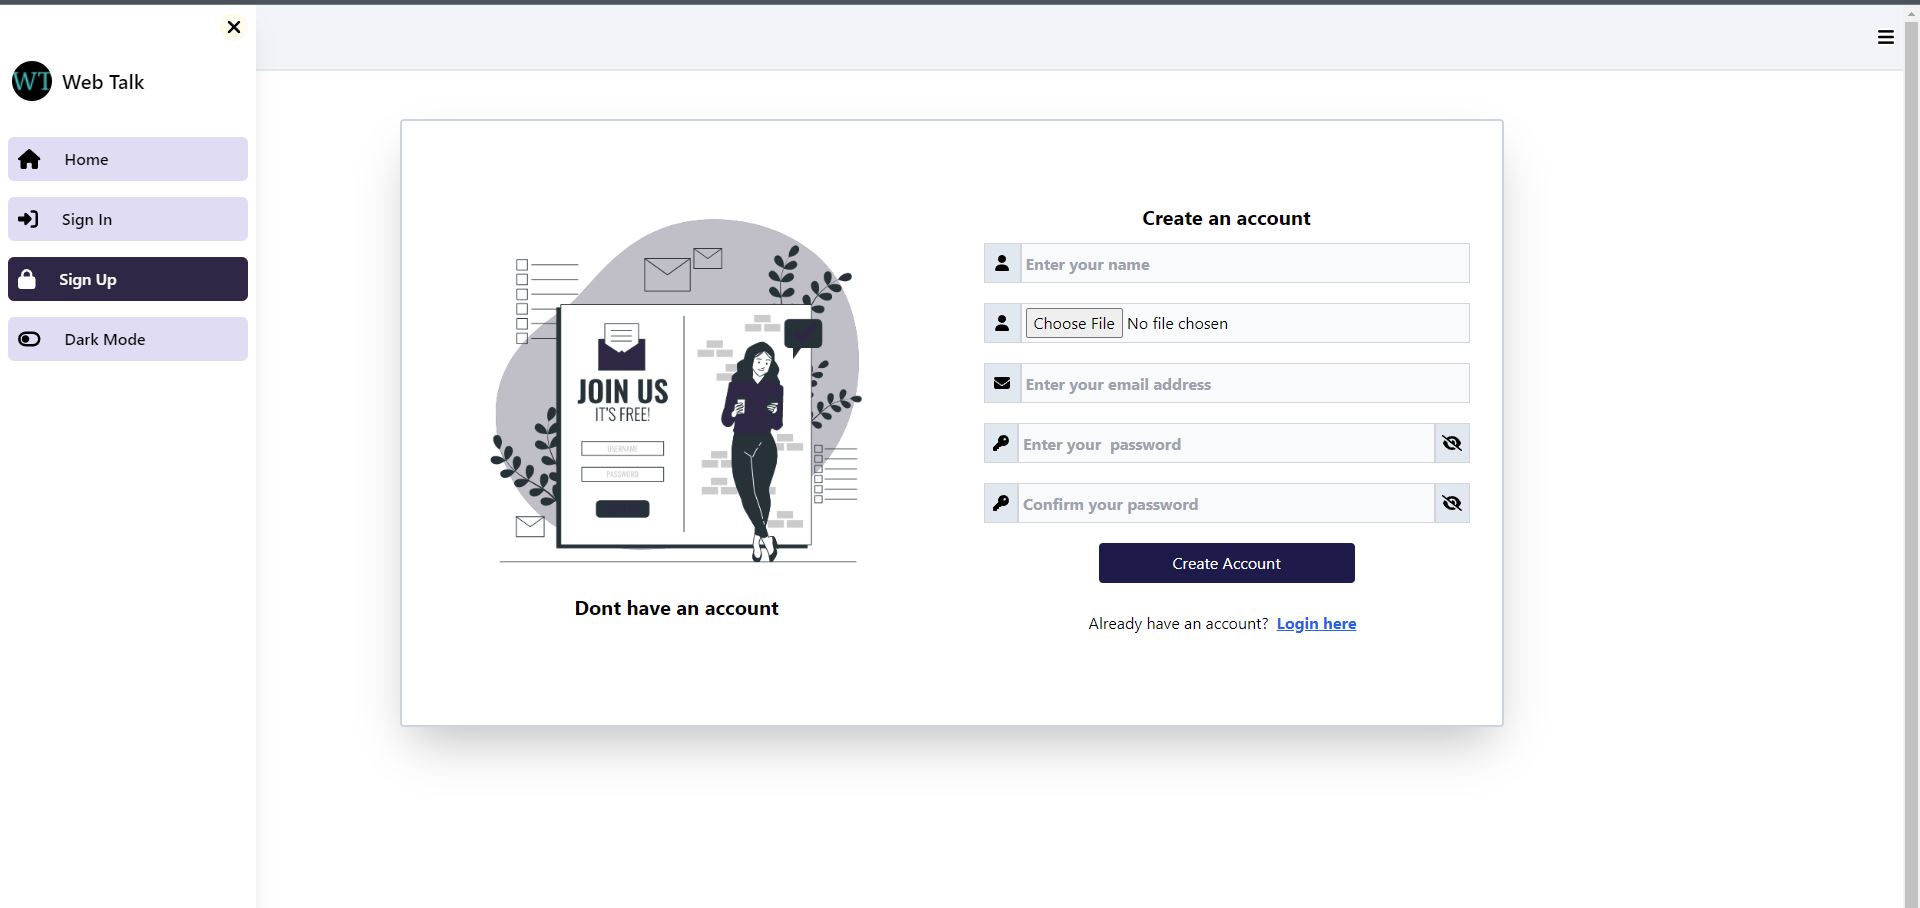 WT Web Talk
Home
Sign In
Sign Up
Dark Mode
JOIN US
IT'S FREE!
USERNAME
PASSWORD
Dont have an account
Create an account
Enter your name
Choose File No file chosen
Enter your email address
Enter your  password
Confirm your password
Create Account
Already have an account? Login here